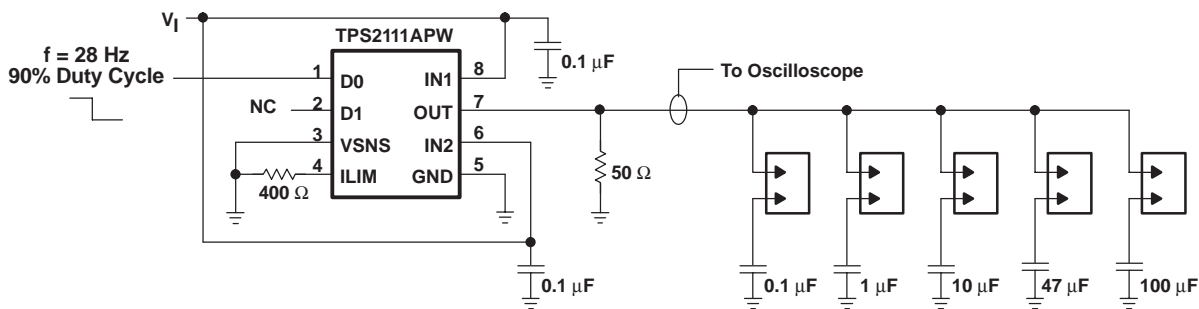 VI
TPS2111APW
f = 28 Hz
90% Duty Cycle
0.1 µF
To Oscilloscope
1 D0 IN1 8
NC 2 D1 OUT 7
3 VSNS IN2 6
4 ILIM GND 5
400 Ω
50 Ω
0.1 µF
0.1 µF
1 µF
10 µF
47 µF
100 µF